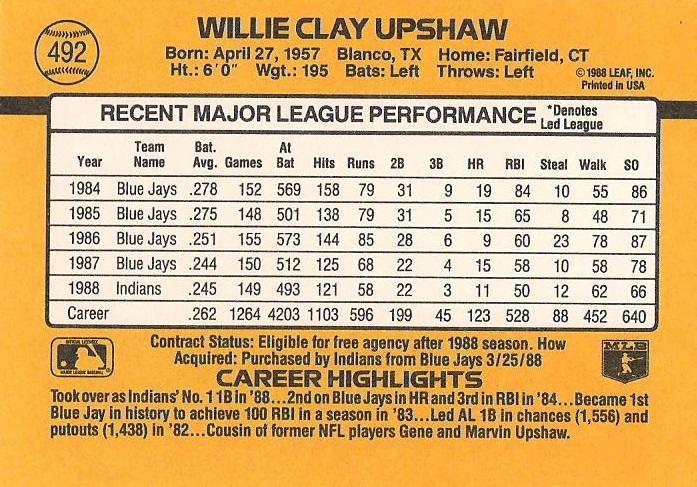 492
WILLIE CLAY UPSHAW
Born: April 27, 1957 Blanco, TX Home: Fairfield, CT
Ht.: 6´0˝ Wgt.: 195 Bats: Left Throws: Left
©1988 LEAF, INC.
Printed in USA
RECENT MAJOR LEAGUE PERFORMANCE *Denotes Led League
Year Team Name Bat. Avg. Games At Bat Hits Runs 2B 3B HR RBI Steal Walk SO
1984 Blue Jays .278 152 569 158 79 31 9 19 84 10 55 86
1985 Blue Jays .275 148 501 138 79 31 5 15 65 8 48 71
1986 Blue Jays .251 155 573 144 85 28 6 9 60 23 78 87
1987 Blue Jays .244 150 512 125 68 22 4 15 58 10 58 78
1988 Indians .245 149 493 121 58 22 3 11 50 12 62 66
Career .262 1264 4203 1103 596 199 45 123 528 88 452 640
Contract Status: Eligible for free agency after 1988 season. How
Acquired: Purchased by Indians from Blue Jays 3/25/88
MLB
CAREER HIGHLIGHTS
Took over as Indians' No. 1 1B in '88...2nd on Blue Jays in HR and 3rd in RBI in '84...Became 1st
Blue Jay in history to achieve 100 RBI in a season in '83...Led AL 1B in chances (1,556) and
putouts (1,438) in '82...Cousin of former NFL players Gene and Marvin Upshaw.